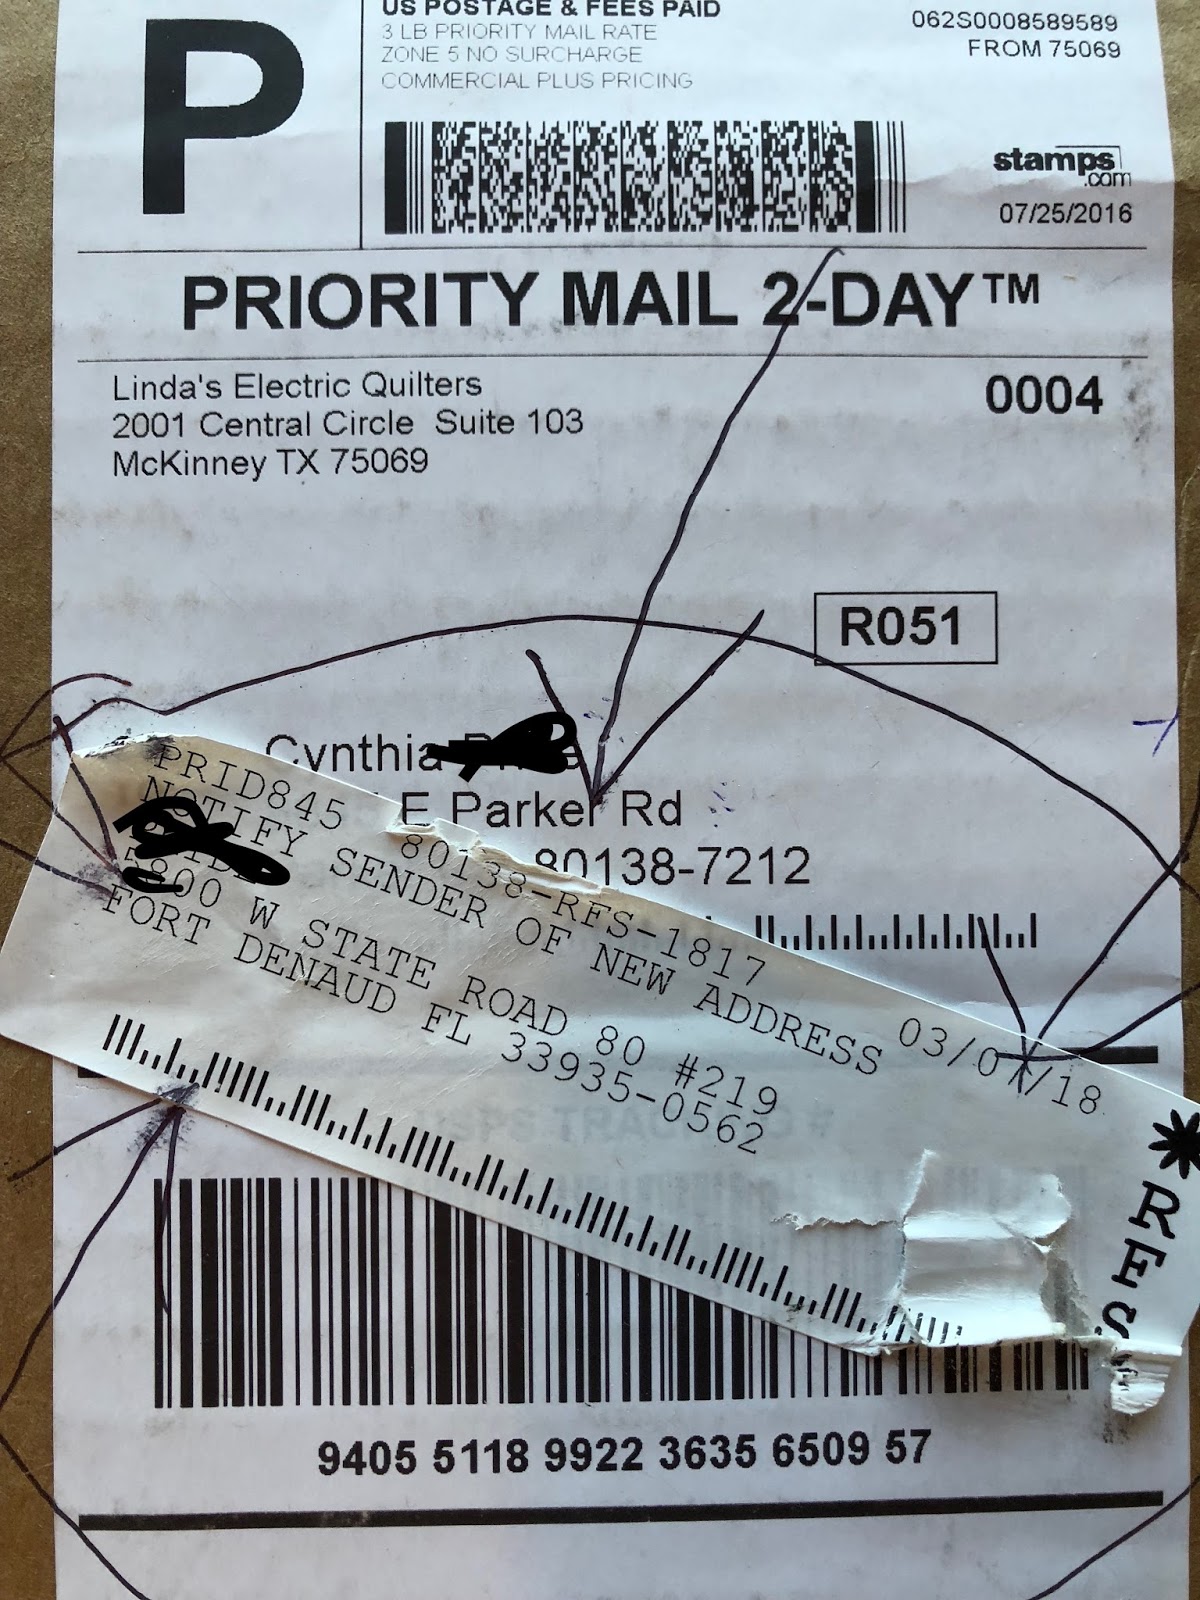 P
US POSTAGE & FEES PAID
3 LB PRIORITY MAIL RATE
ZONE 5 NO SURCHARGE
COMMERCIAL PLUS PRICING
062S0008589589
FROM 75069
stamps
.com
07/25/2016
PRIORITY MAIL 2-DAY™
Linda's Electric Quilters
2001 Central Circle Suite 103
McKinney TX 75069
0004
R051
Cynthia
E Parker Rd
80138-7212
PRID845 80138-RFS-1817 03/07/18
NOTIFY SENDER OF NEW ADDRESS
5800 W STATE ROAD 80 #219
FORT DENAUD FL 33935-0562
*RFS
9405 5118 9922 3635 6509 57